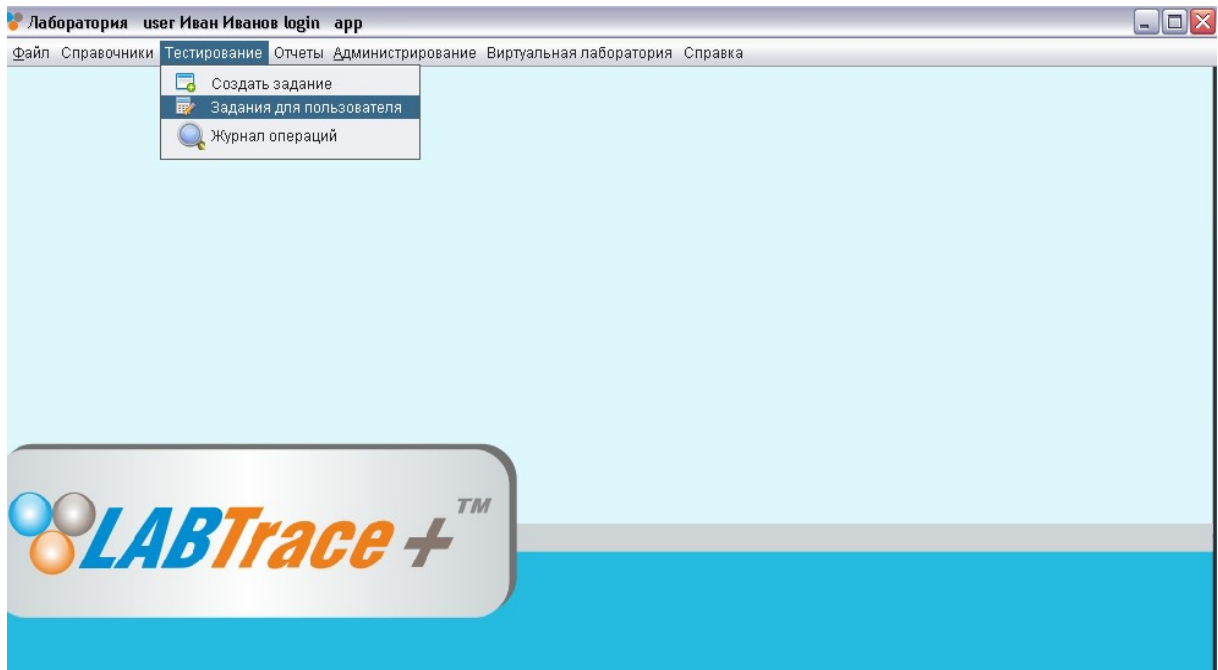 Лаборатория user Иван Иванов login app
Файл Справочники Тестирование Отчеты Администрирование Виртуальная лаборатория Справка
Создать задание
Задания для пользователя
Журнал операций
LABTrace+™